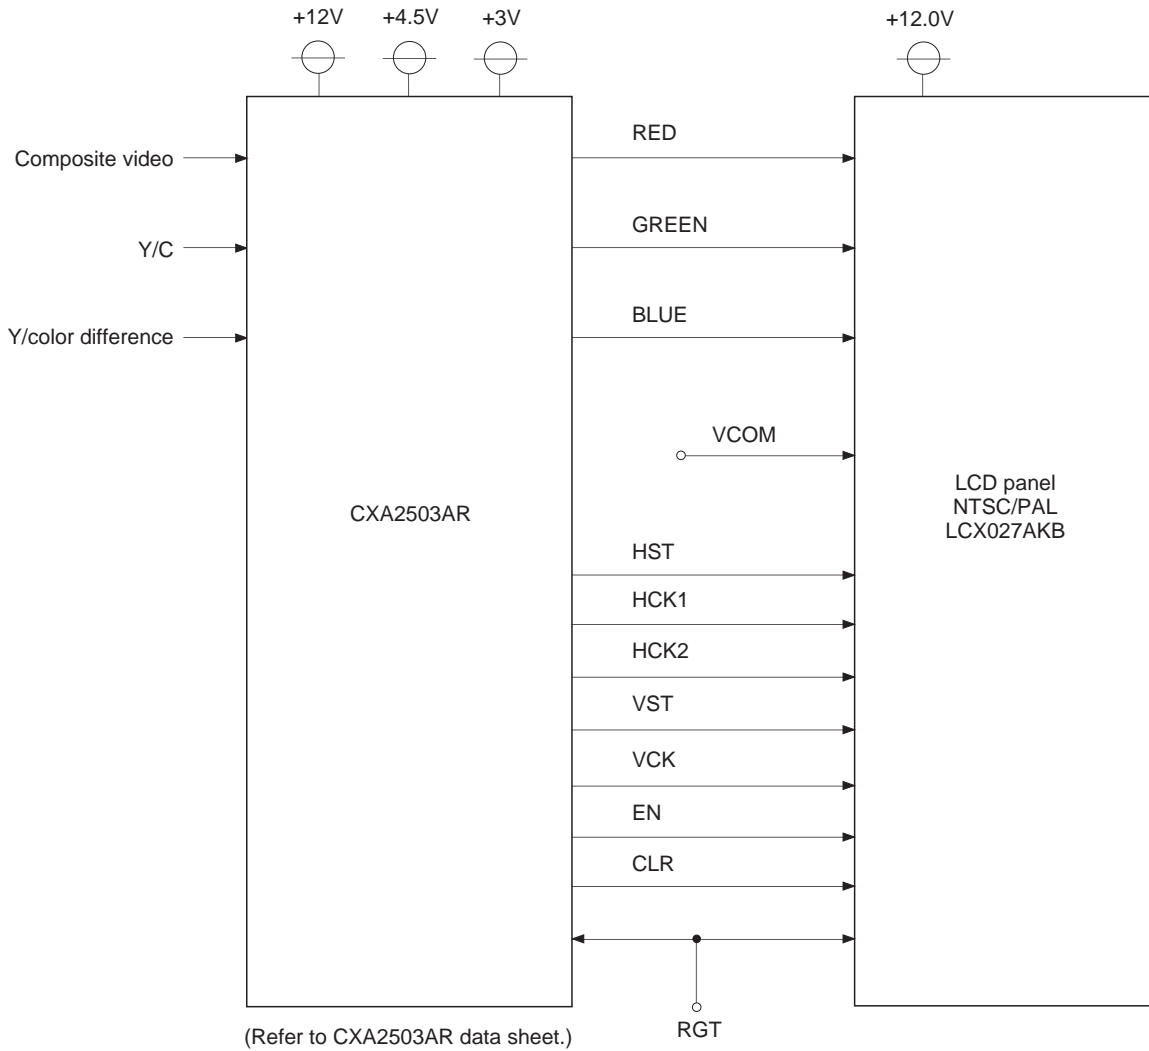 +12V +4.5V +3V
+12.0V
RED
Composite video
GREEN
Y/C
BLUE
Y/color difference
VCOM
CXA2503AR
LCD panel
NTSC/PAL
LCX027AKB
HST
HCK1
HCK2
VST
VCK
EN
CLR
RGT
(Refer to CXA2503AR data sheet.)